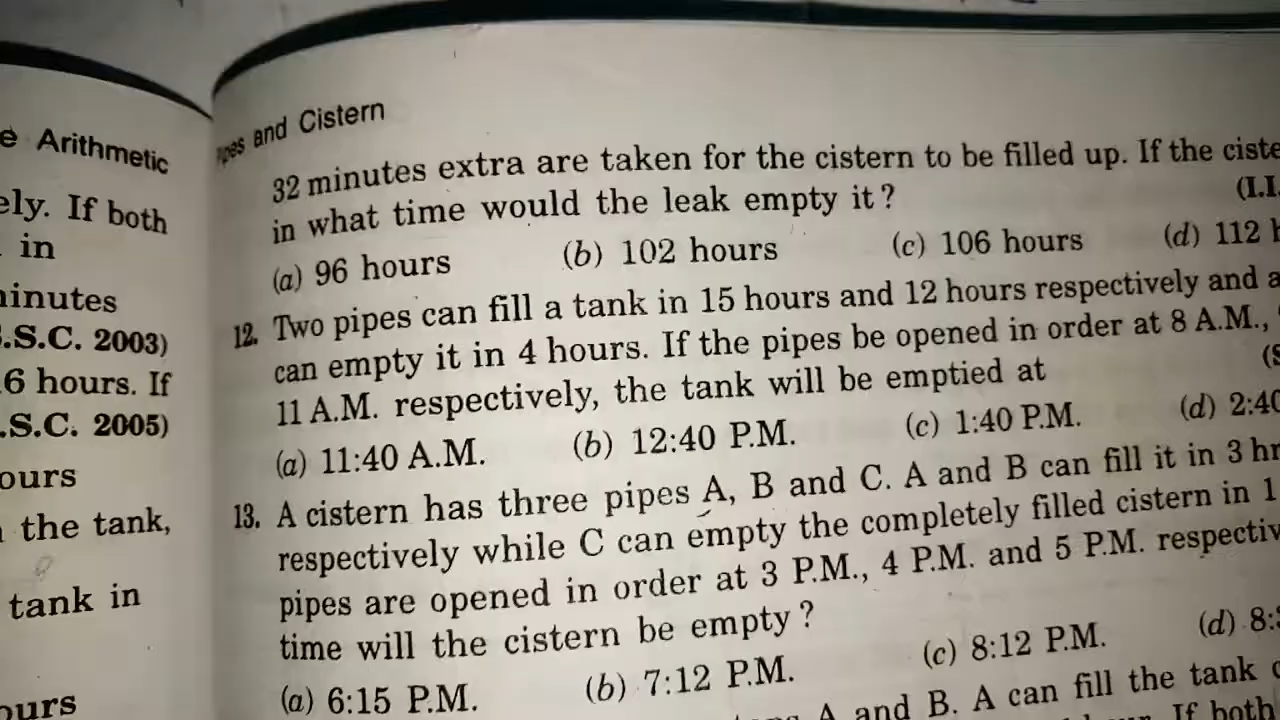 e Arithmetic
ely. If both
in
minutes
S.S.C. 2003)
6 hours. If
S.C. 2005)
ours
the tank,
tank in
ours
pes and Cistern
32 minutes extra are taken for the cistern to be filled up. If the ciste
in what time would the leak empty it ? (I.I.
(a) 96 hours (b) 102 hours (c) 106 hours (d) 112 h
12. Two pipes can fill a tank in 15 hours and 12 hours respectively and a
can empty it in 4 hours. If the pipes be opened in order at 8 A.M.,
11 A.M. respectively, the tank will be emptied at (S
(a) 11:40 A.M. (b) 12:40 P.M. (c) 1:40 P.M. (d) 2:40
13. A cistern has three pipes A, B and C. A and B can fill it in 3 hr
respectively while C can empty the completely filled cistern in 1
pipes are opened in order at 3 P.M., 4 P.M. and 5 P.M. respectiv
time will the cistern be empty ?
(a) 6:15 P.M. (b) 7:12 P.M. (c) 8:12 P.M. (d) 8:
A and B. A can fill the tank
If both